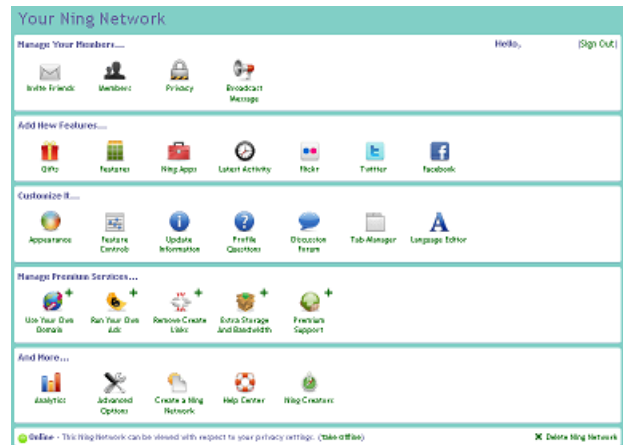 Your Ning Network
Manage Your Members...
Hello,
(Sign Out)
Invite Friends
Members
Privacy
Broadcast
Message
Add New Features...
Gifts
Features
Ning Apps
Latest Activity
Flickr
Twitter
Facebook
Customize It...
Appearance
Feature
Controls
Update
Information
Profile
Questions
Discussion
Forum
Tab Manager
Language Editor
Manage Premium Services...
Use Your Own
Domain
Run Your Own
Ads
Remove Create
Links
Extra Storage
And Bandwidth
Premium
Support
And More...
Analytics
Advanced
Options
Create a Ning
Network
Help Center
Ning Creators
Online - This Ning Network can be viewed with respect to your privacy settings. (Take Offline)
Delete Ning Network